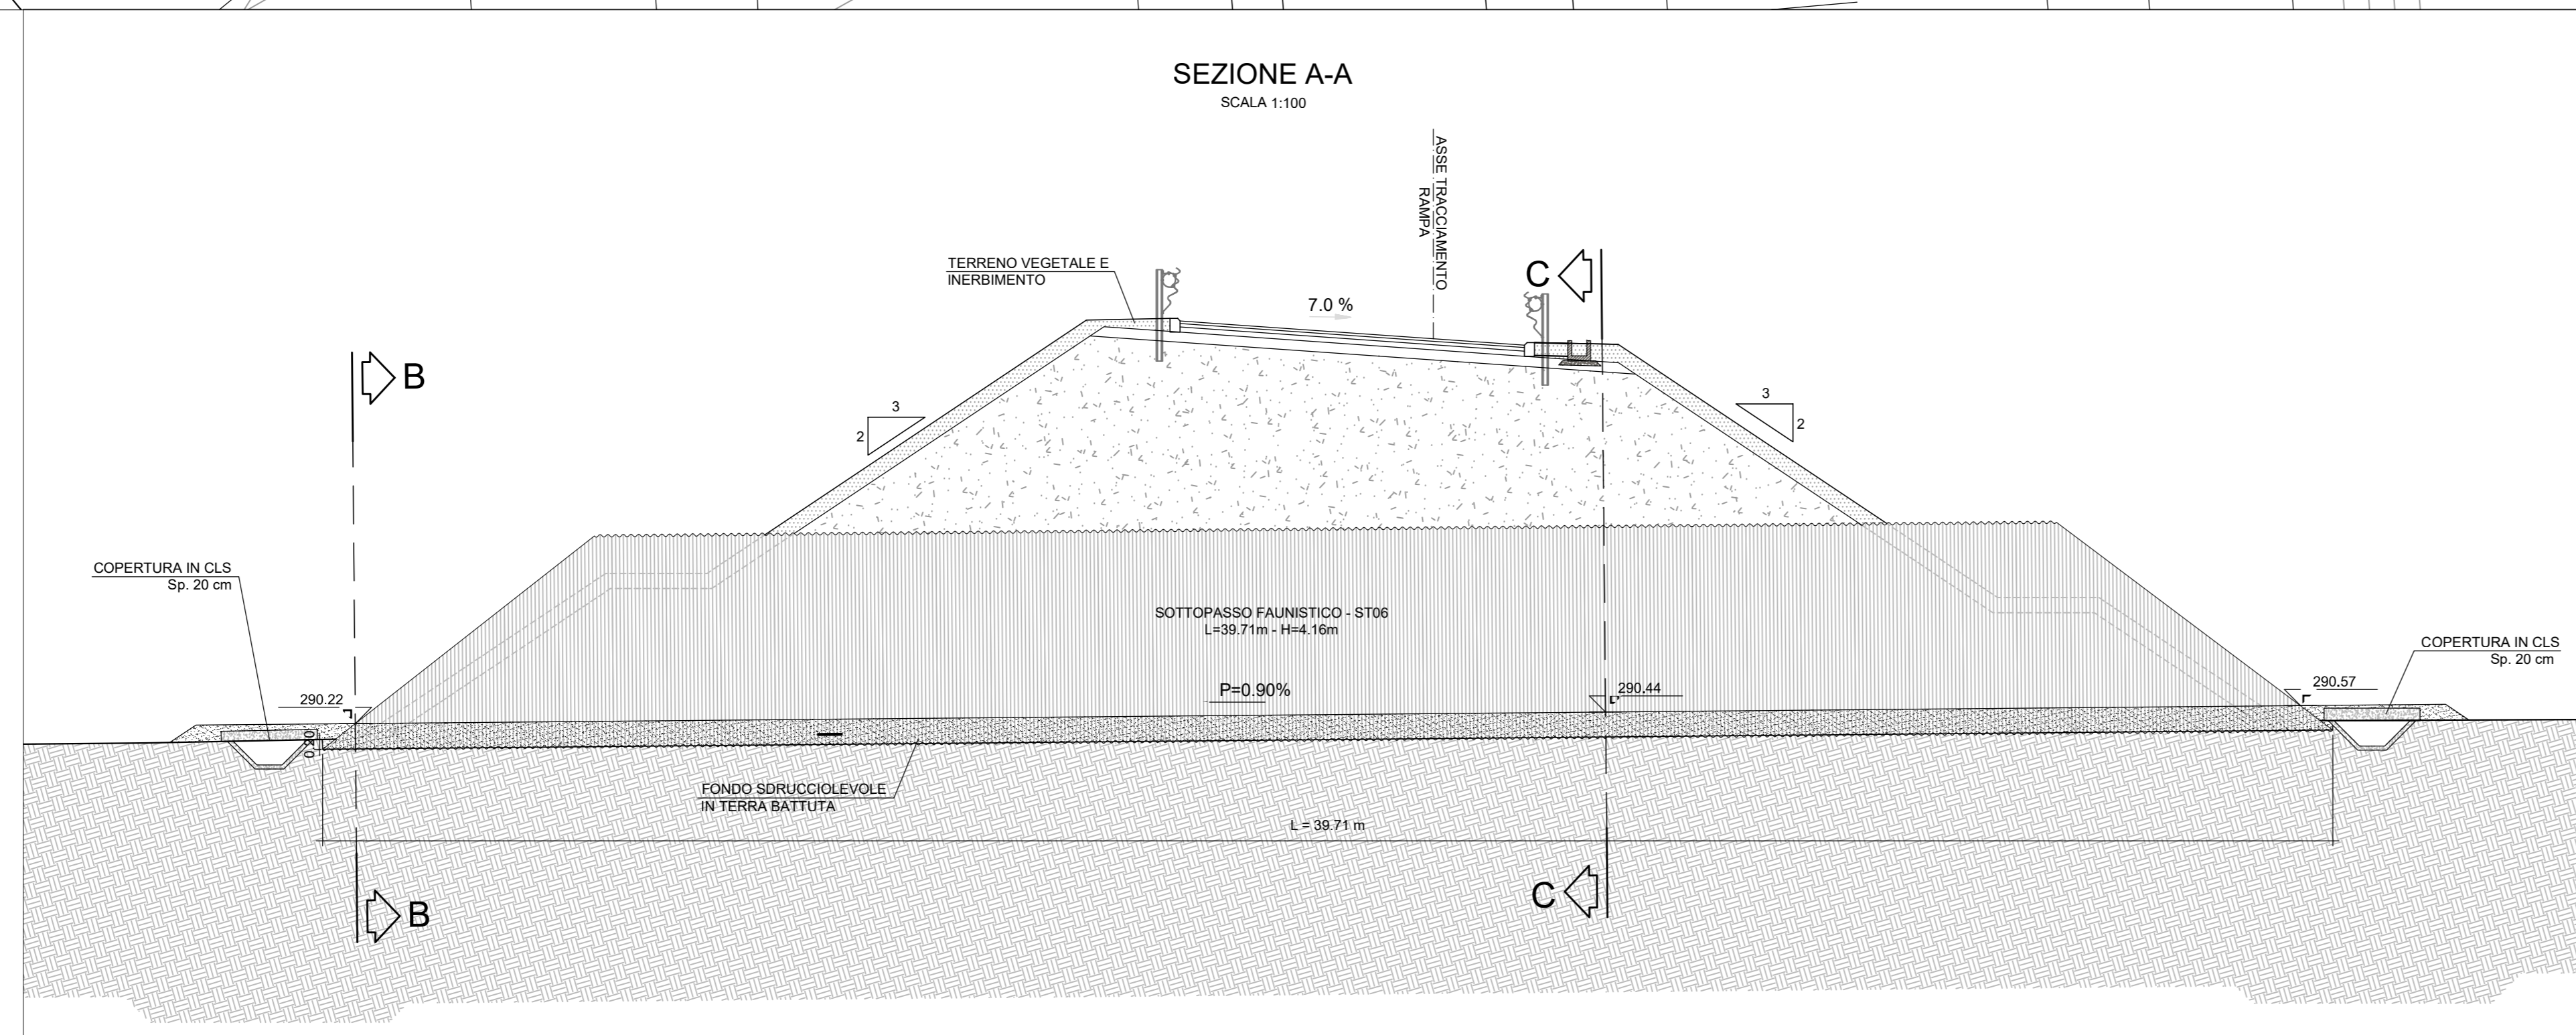 SEZIONE A-A
SCALA 1:100
ASSE TRACCIAMENTO
RAMPA
TERRENO VEGETALE E
INERBIMENTO
7.0 %
C
B
3
2
3
2
COPERTURA IN CLS
Sp. 20 cm
SOTTOPASSO FAUNISTICO - ST06
L=39.71m - H=4.16m
COPERTURA IN CLS
Sp. 20 cm
P=0.90%
290.22
290.44
290.57
FONDO SDRUCCIOLEVOLE
IN TERRA BATTUTA
L = 39.71 m
B
C